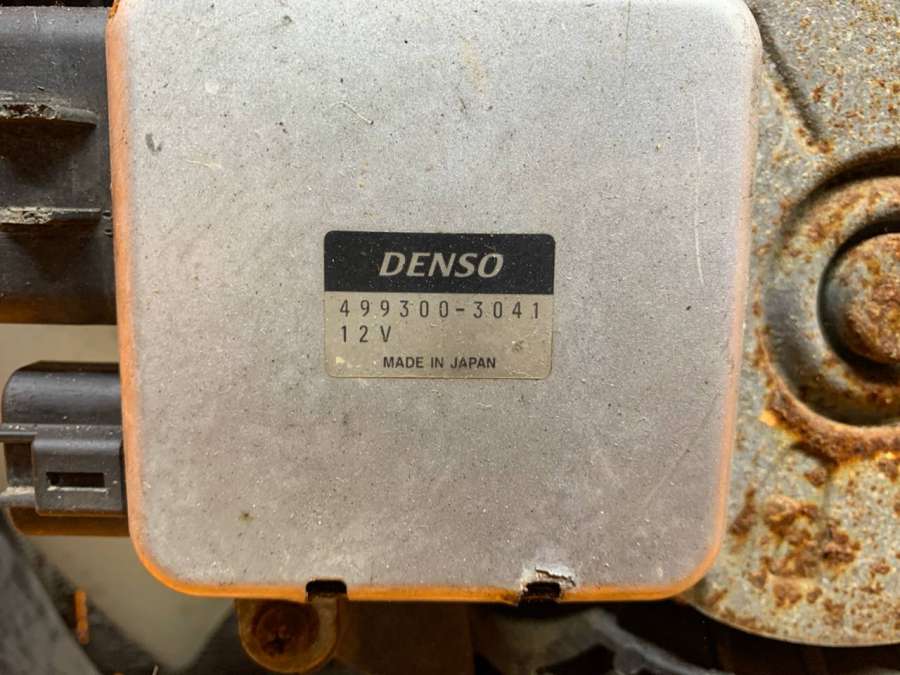 DENSO
499300-3041
12V
MADE IN JAPAN